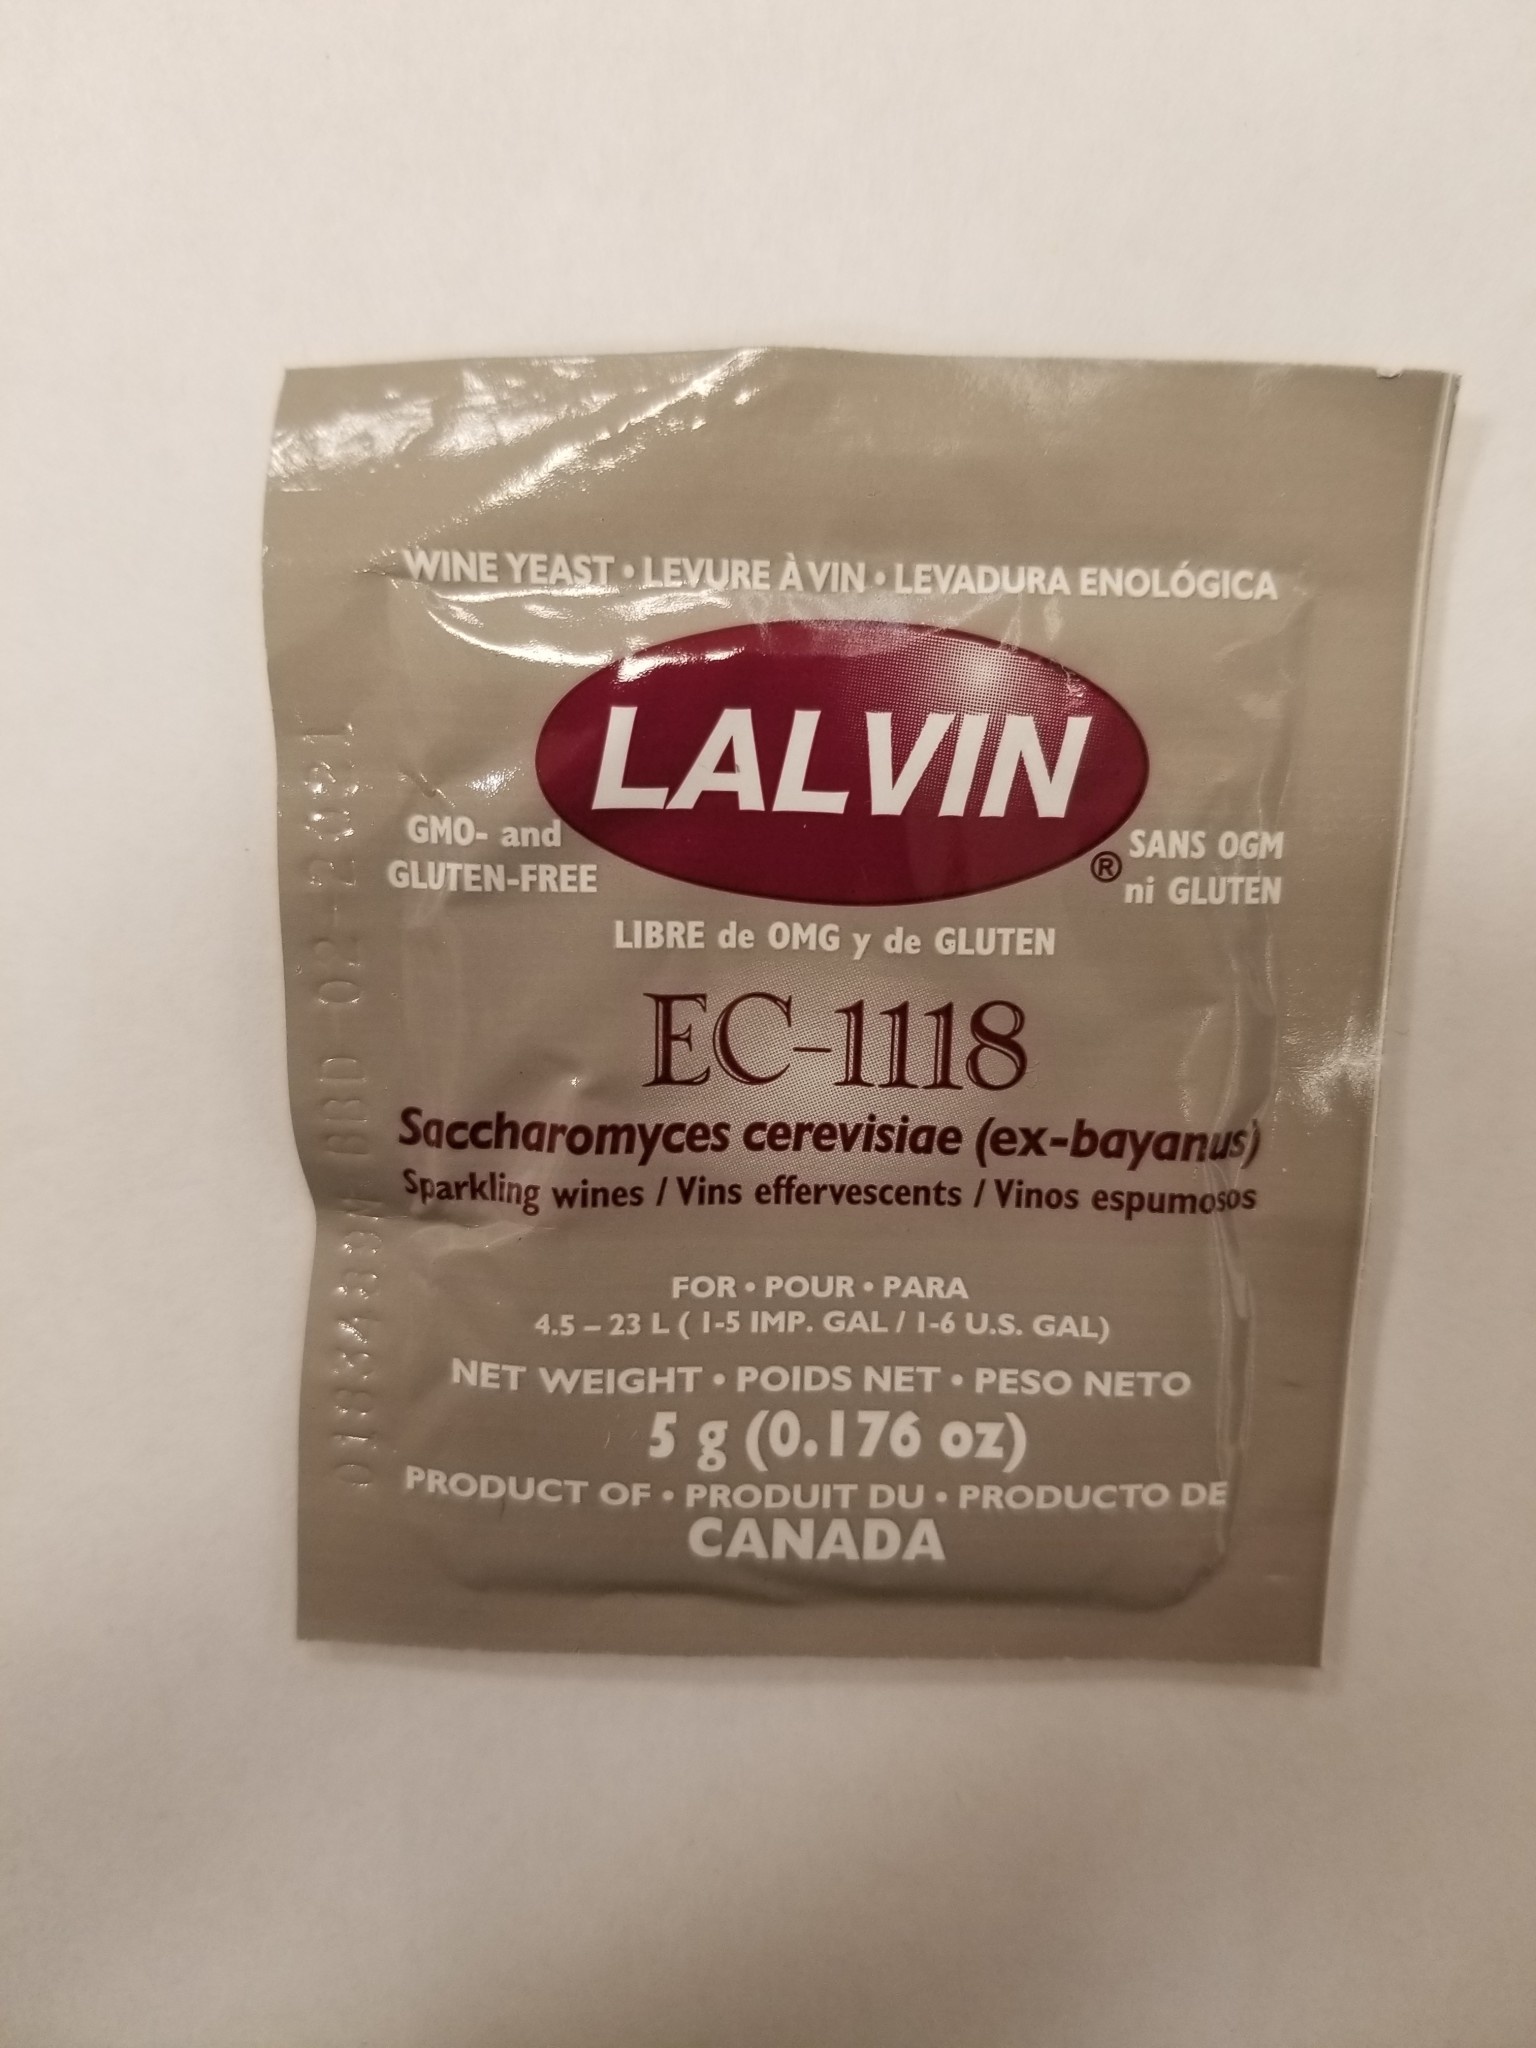 WINE YEAST • LEVURE À VIN • LEVADURA ENOLÓGICA
LALVIN
®
GMO- and
GLUTEN-FREE
SANS OGM
ni GLUTEN
LIBRE de OMG y de GLUTEN
EC-1118
Saccharomyces cerevisiae (ex-bayanus)
Sparkling wines / Vins effervescents / Vinos espumosos
FOR • POUR • PARA
4.5 – 23 L ( 1-5 IMP. GAL / 1-6 U.S. GAL)
NET WEIGHT • POIDS NET • PESO NETO
5 g (0.176 oz)
PRODUCT OF • PRODUIT DU • PRODUCTO DE
CANADA
BBD 02-2021